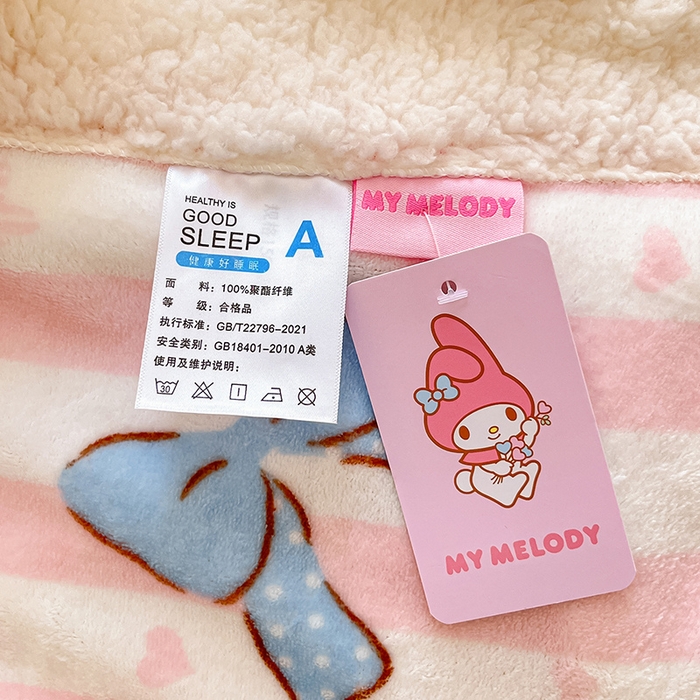 HEALTHY IS
GOOD
SLEEP
A
健康好睡眠
面 料：100%聚酯纤维
等 级：合格品
执行标准：GB/T22796-2021
安全类别：GB18401-2010 A类
使用及维护说明：
30
MY MELODY
MY MELODY